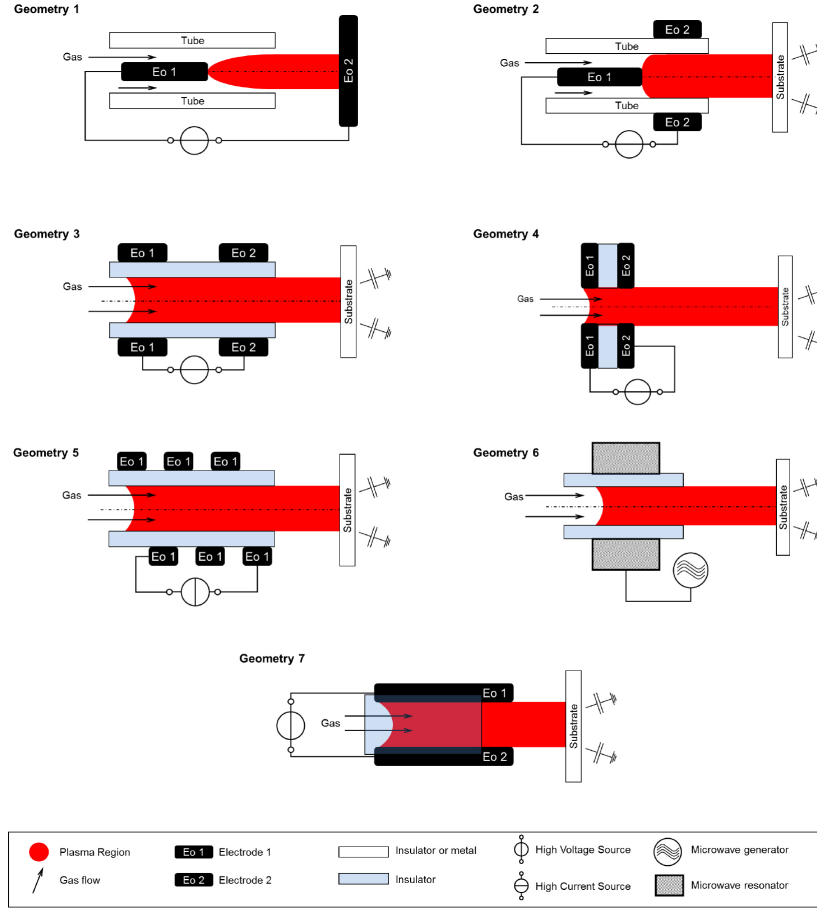 Geometry 1
Tube
Gas
Eo 1
Eo 2
Tube
Geometry 2
Eo 2
Tube
Gas
Eo 1
Substrate
Tube
Eo 2
Geometry 3
Eo 1
Eo 2
Gas
Substrate
Eo 1
Eo 2
Geometry 4
Eo 1
Eo 2
Gas
Substrate
Eo 1
Eo 2
Geometry 5
Eo 1
Eo 1
Eo 1
Gas
Substrate
Eo 1
Eo 1
Eo 1
Geometry 6
Gas
Substrate
Geometry 7
Eo 1
Gas
Substrate
Eo 2
Plasma Region
Eo 1 Electrode 1
Insulator or metal
High Voltage Source
Microwave generator
Gas flow
Eo 2 Electrode 2
Insulator
High Current Source
Microwave resonator